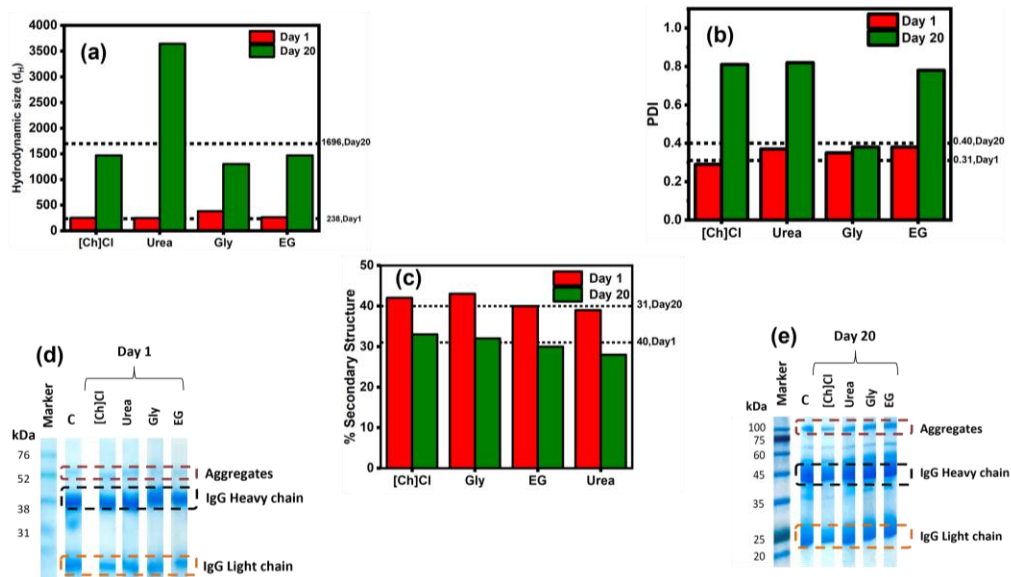 (a)
Day 1
Day 20
Hydrodynamic size (dH)
4000
3500
3000
2500
2000
1500
1000
500
0
1696,Day20
238,Day1
[Ch]Cl Urea Gly EG
(b)
Day 1
Day 20
PDI
1.0
0.8
0.6
0.4
0.2
0.0
0.40,Day20
0.31,Day1
[Ch]Cl Urea Gly EG
(c)
Day 1
Day 20
% Secondary Structure
50
40
30
20
10
0
31,Day20
40,Day1
[Ch]Cl Gly EG Urea
(d)
Day 1
Marker C [Ch]Cl Urea Gly EG
kDa
76
52
38
31
Aggregates
IgG Heavy chain
IgG Light chain
(e)
Day 20
Marker C [Ch]Cl Urea Gly EG
kDa
100
75
60
45
35
25
20
Aggregates
IgG Heavy chain
IgG Light chain